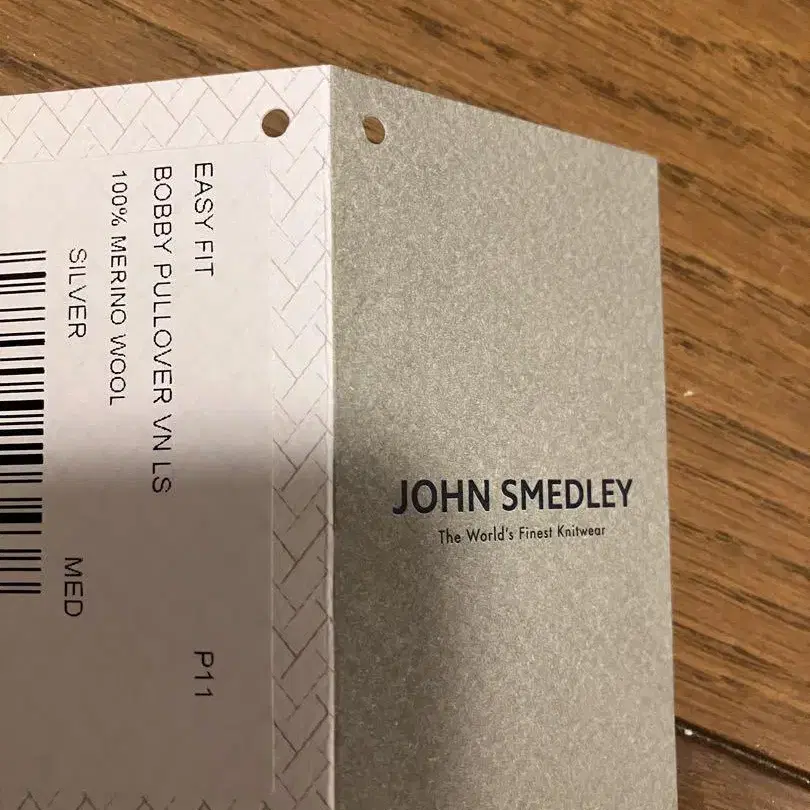 EASY FIT
P11
BOBBY PULLOVER VN LS
100% MERINO WOOL
SILVER
MED
JOHN SMEDLEY
The World's Finest Knitwear